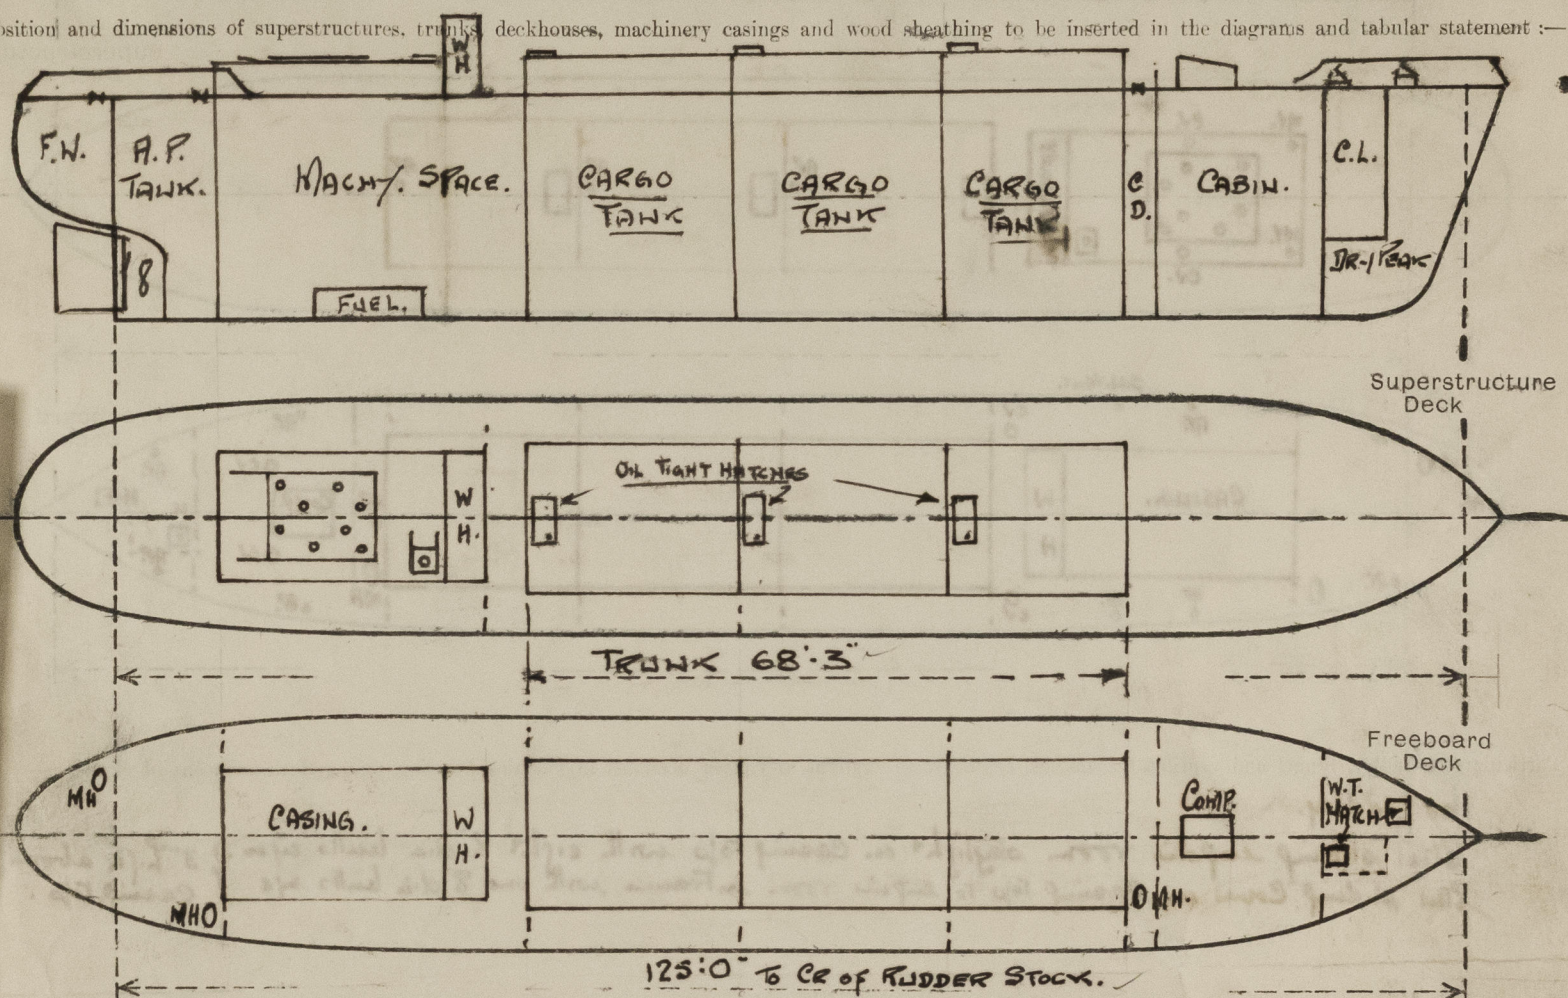 osition and dimensions of superstructures, trunks, deckhouses, machinery casings and wood sheathing to be inserted in the diagrams and tabular statement :—
W
H
F.W.
A.P.
TANK.
MACHY. SPACE.
CARGO
TANK
CARGO
TANK
CARGO
TANK
C
D.
CABIN.
C.L.
DR-/PEAK
8
FUEL.
Superstructure
Deck
OIL TIGHT HATCHES
W
H.
TRUNK 68'·3"
Freeboard
Deck
MHO
CASING.
W
H.
COMP.
W.T.
HATCH
MHO
O MH.
125':0" TO CR OF RUDDER STOCK.